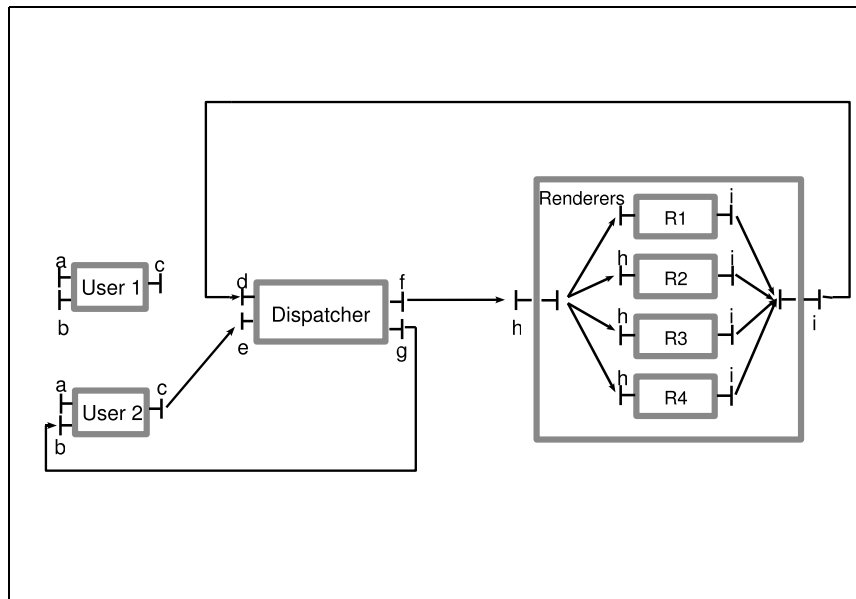 Renderers
i
R1
h
i
R2
h
i
R3
h
i
R4
a
c
User 1
b
d
f
Dispatcher
e
g
h
i
a
c
User 2
b